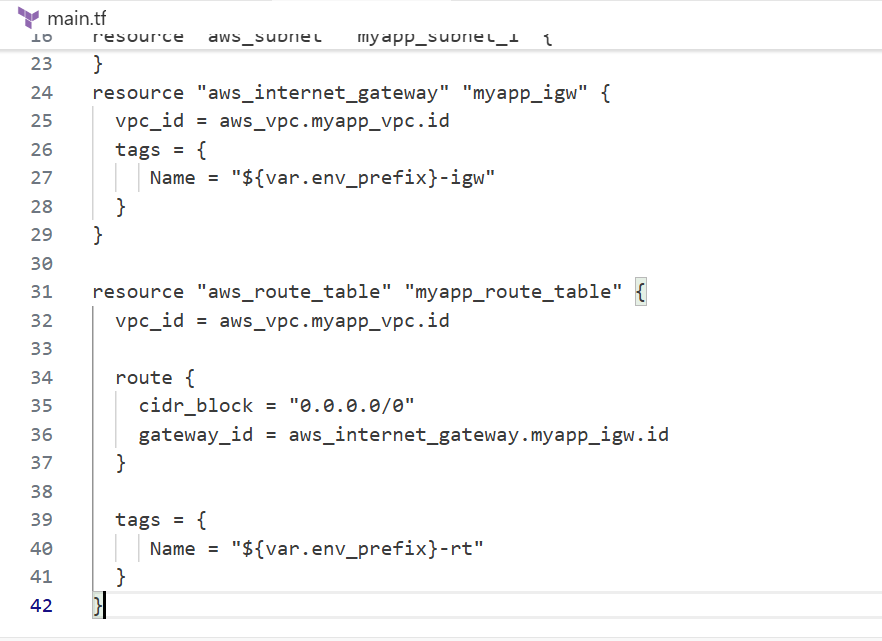 main.tf
16 resource "aws_subnet" "myapp_subnet_1" {
23 }
24 resource "aws_internet_gateway" "myapp_igw" {
25 vpc_id = aws_vpc.myapp_vpc.id
26 tags = {
27 Name = "${var.env_prefix}-igw"
28 }
29 }
30
31 resource "aws_route_table" "myapp_route_table" {
32 vpc_id = aws_vpc.myapp_vpc.id
33
34 route {
35 cidr_block = "0.0.0.0/0"
36 gateway_id = aws_internet_gateway.myapp_igw.id
37 }
38
39 tags = {
40 Name = "${var.env_prefix}-rt"
41 }
42 }